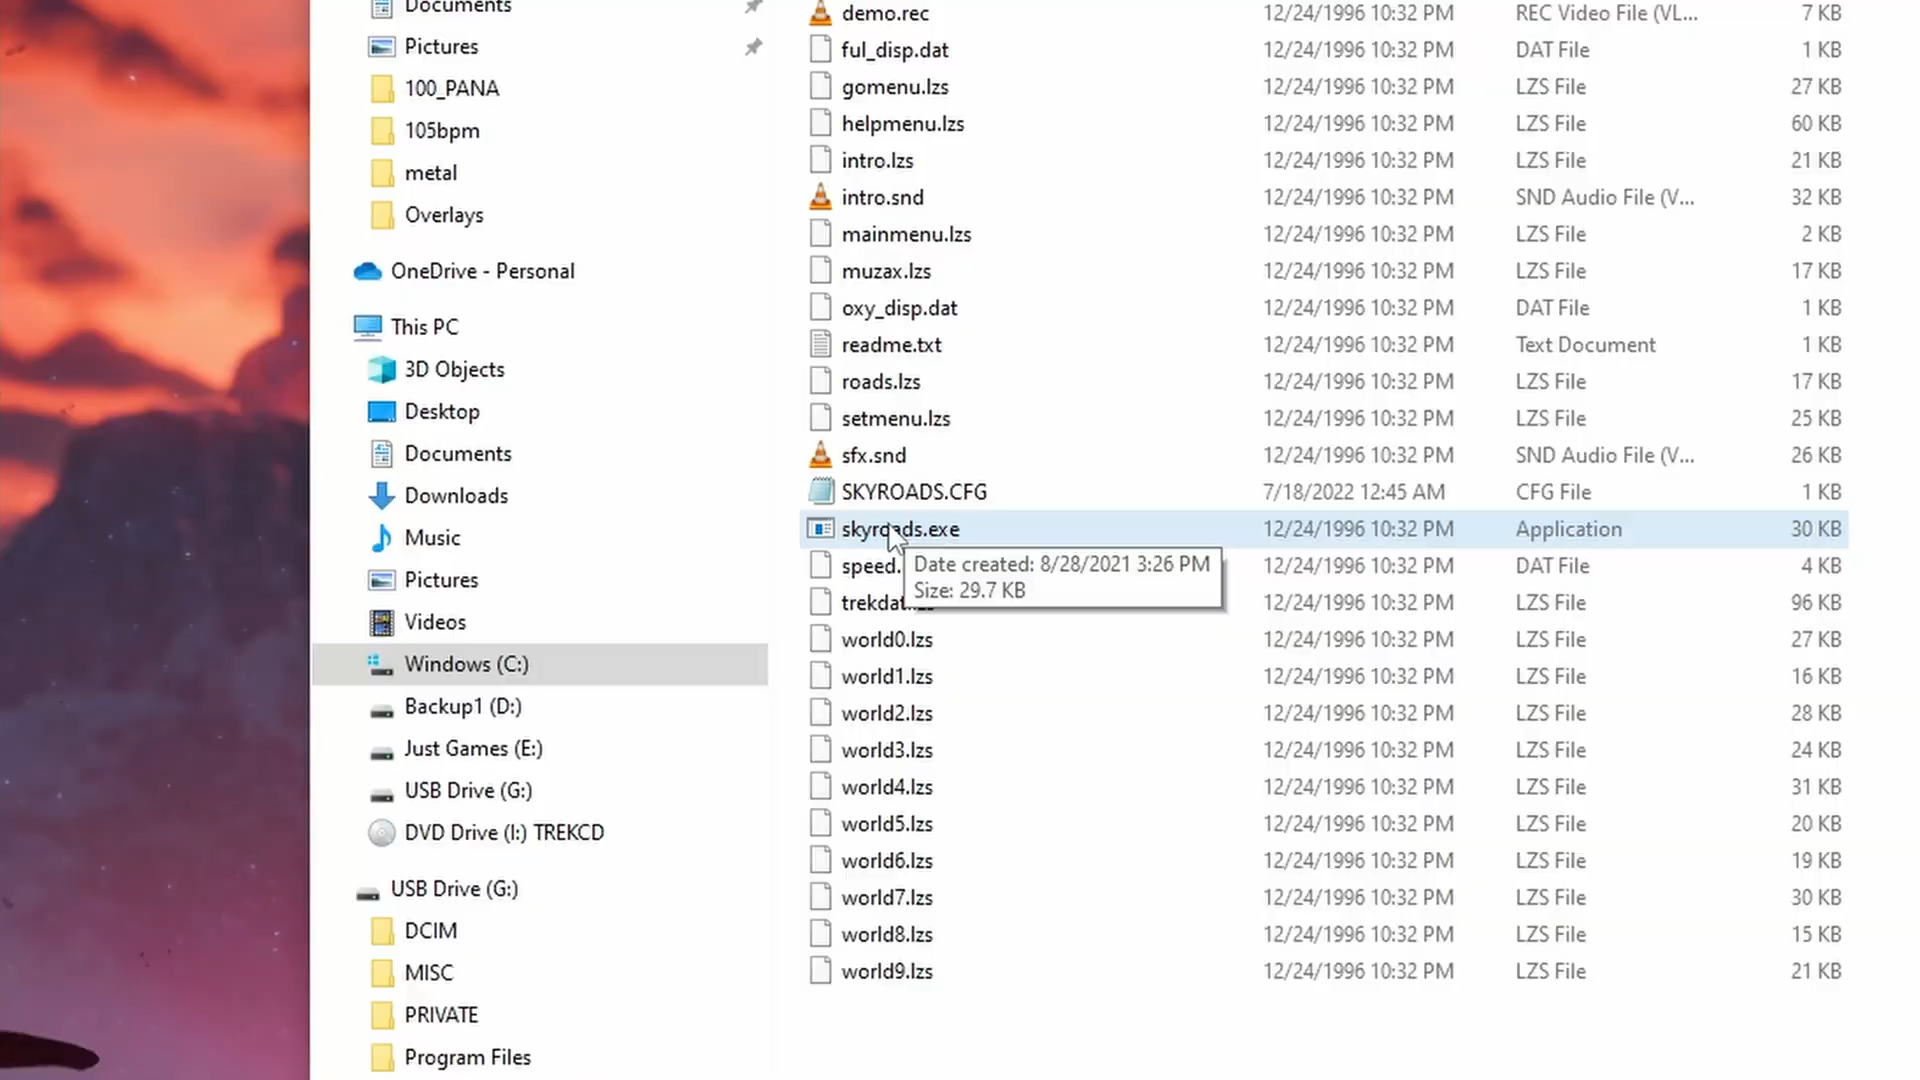 Documents
Pictures
100_PANA
105bpm
metal
Overlays
OneDrive - Personal
This PC
3D Objects
Desktop
Documents
Downloads
Music
Pictures
Videos
Windows (C:)
Backup1 (D:)
Just Games (E:)
USB Drive (G:)
DVD Drive (I:) TREKCD
USB Drive (G:)
DCIM
MISC
PRIVATE
Program Files
demo.rec 12/24/1996 10:32 PM REC Video File (VL... 7 KB
ful_disp.dat 12/24/1996 10:32 PM DAT File 1 KB
gomenu.lzs 12/24/1996 10:32 PM LZS File 27 KB
helpmenu.lzs 12/24/1996 10:32 PM LZS File 60 KB
intro.lzs 12/24/1996 10:32 PM LZS File 21 KB
intro.snd 12/24/1996 10:32 PM SND Audio File (V... 32 KB
mainmenu.lzs 12/24/1996 10:32 PM LZS File 2 KB
muzax.lzs 12/24/1996 10:32 PM LZS File 17 KB
oxy_disp.dat 12/24/1996 10:32 PM DAT File 1 KB
readme.txt 12/24/1996 10:32 PM Text Document 1 KB
roads.lzs 12/24/1996 10:32 PM LZS File 17 KB
setmenu.lzs 12/24/1996 10:32 PM LZS File 25 KB
sfx.snd 12/24/1996 10:32 PM SND Audio File (V... 26 KB
SKYROADS.CFG 7/18/2022 12:45 AM CFG File 1 KB
skyroads.exe 12/24/1996 10:32 PM Application 30 KB
speed. 12/24/1996 10:32 PM DAT File 4 KB
Date created: 8/28/2021 3:26 PM
Size: 29.7 KB
12/24/1996 10:32 PM LZS File 96 KB
world0.lzs 12/24/1996 10:32 PM LZS File 27 KB
world1.lzs 12/24/1996 10:32 PM LZS File 16 KB
world2.lzs 12/24/1996 10:32 PM LZS File 28 KB
world3.lzs 12/24/1996 10:32 PM LZS File 24 KB
world4.lzs 12/24/1996 10:32 PM LZS File 31 KB
world5.lzs 12/24/1996 10:32 PM LZS File 20 KB
world6.lzs 12/24/1996 10:32 PM LZS File 19 KB
world7.lzs 12/24/1996 10:32 PM LZS File 30 KB
world8.lzs 12/24/1996 10:32 PM LZS File 15 KB
world9.lzs 12/24/1996 10:32 PM LZS File 21 KB